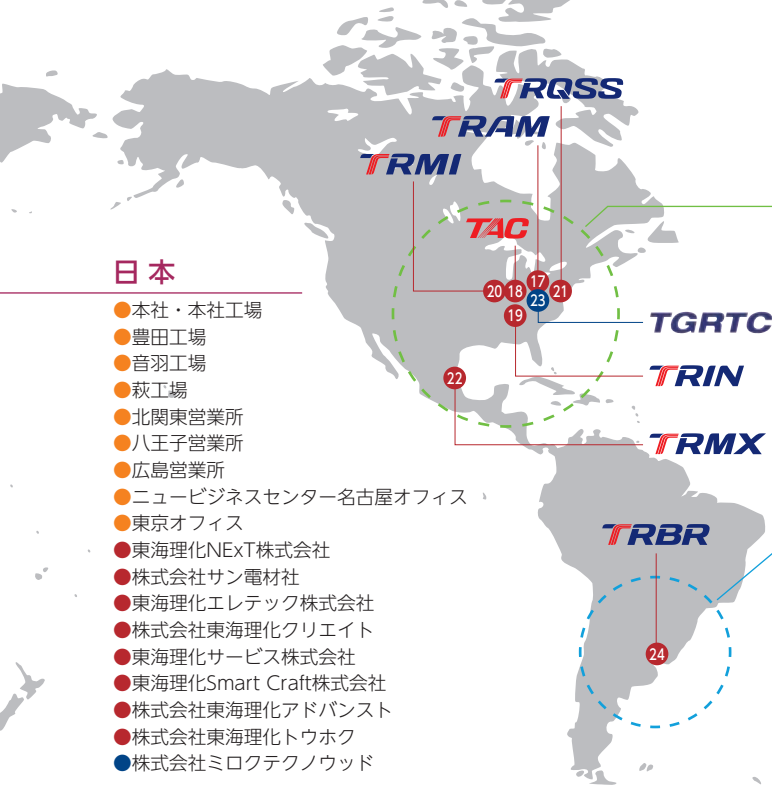 TRQSS
TRAM
TRMI
TAC
20
18
17
21
23
19
TGRTC
TRIN
22
TRMX
TRBR
24
日本
本社・本社工場
豊田工場
音羽工場
萩工場
北関東営業所
八王子営業所
広島営業所
ニュービジネスセンター名古屋オフィス
東京オフィス
東海理化NExT株式会社
株式会社サン電材社
東海理化エレテック株式会社
株式会社東海理化クリエイト
東海理化サービス株式会社
東海理化Smart Craft株式会社
株式会社東海理化アドバンスト
株式会社東海理化トウホク
株式会社ミロクテクノウッド